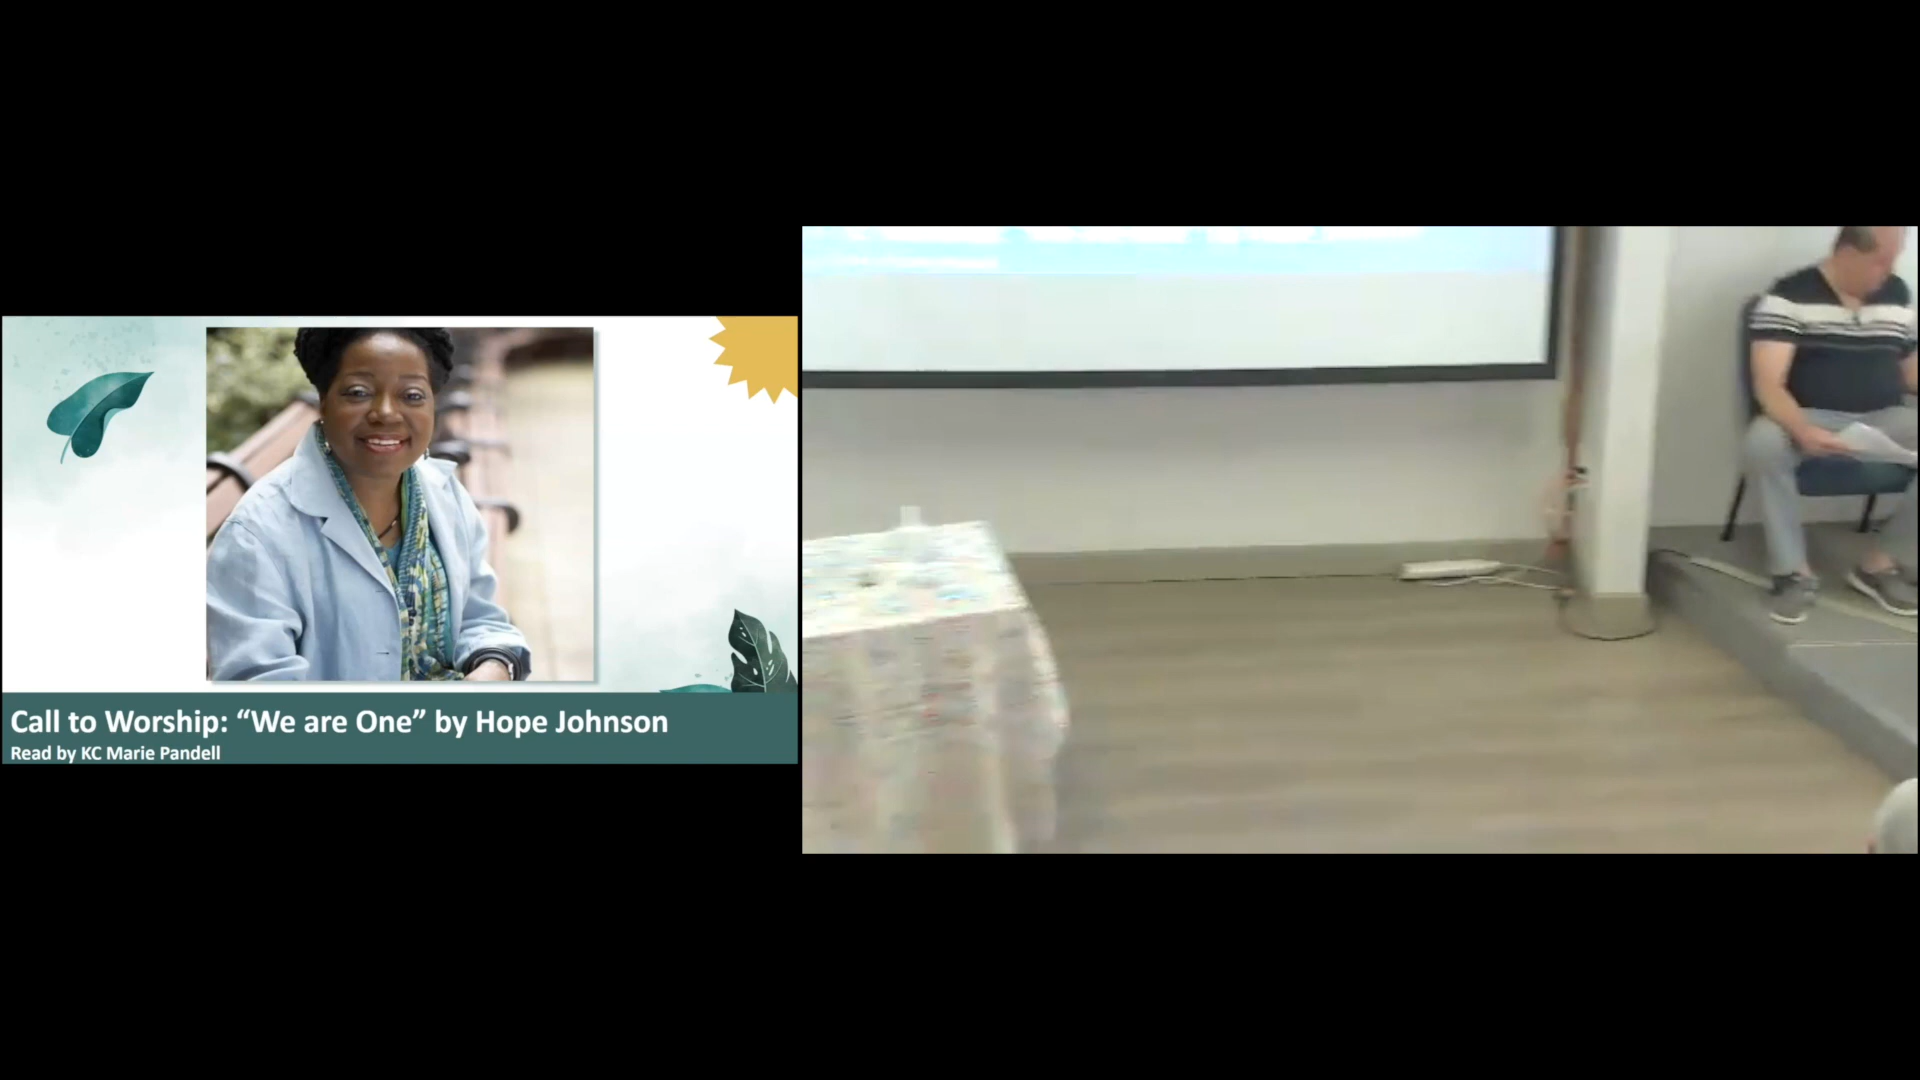 Call to Worship: “We are One” by Hope Johnson
Read by KC Marie Pandell